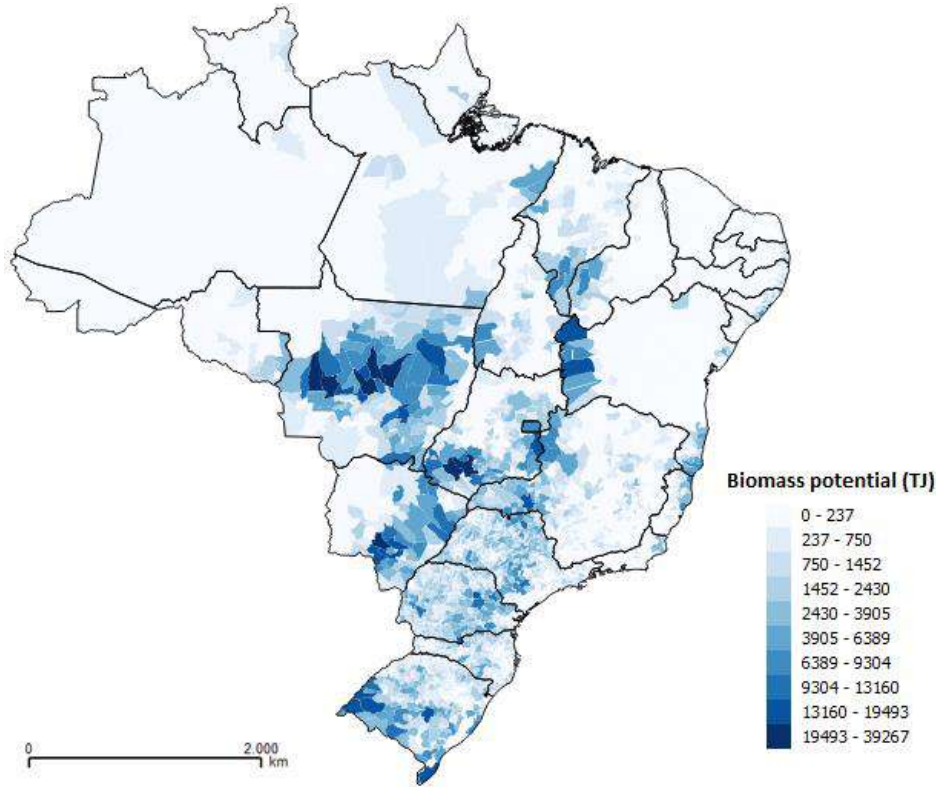 Biomass potential (TJ)
0 - 237
237 - 750
750 - 1452
1452 - 2430
2430 - 3905
3905 - 6389
6389 - 9304
9304 - 13160
13160 - 19493
19493 - 39267
0 2.000
km